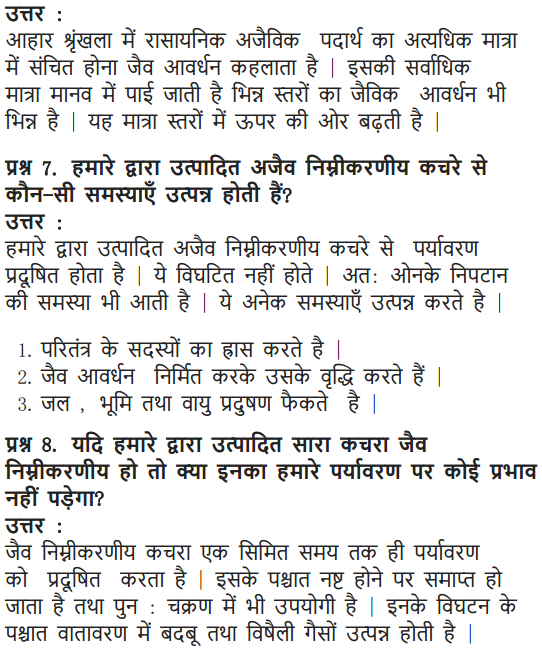 उत्तर :
आहार श्रृंखला में रासायनिक अजैविक पदार्थ का अत्यधिक मात्रा
में संचित होना जैव आवर्धन कहलाता है |  इसकी सर्वाधिक
मात्रा मानव में पाई जाती है भिन्न स्तरों का जैविक आवर्धन भी
भिन्न है | यह मात्रा स्तरों में ऊपर की ओर बढ़ती है |
प्रश्न 7. हमारे द्वारा उत्पादित अजैव निम्नीकरणीय कचरे से
कौन-सी समस्याएँ उत्पन्न होती हैं?
उत्तर :
हमारे द्वारा उत्पादित अजैव निम्नीकरणीय कचरे से पर्यावरण
प्रदूषित होता है | ये विघटित नहीं होते | अत: ओनके निपटान
की समस्या भी आती है | ये अनेक समस्याएँ उत्पन्न करते है |
1. परितंत्र के सदस्यों का ह्रास करते है |
2. जैव आवर्धन निर्मित करके उसके वृद्धि करते हैं |
3. जल , भूमि तथा वायु प्रदुषण फैकते है |
प्रश्न 8. यदि हमारे द्वारा उत्पादित सारा कचरा जैव
निम्नीकरणीय हो तो क्या इनका हमारे पर्यावरण पर कोई प्रभाव
नहीं पड़ेगा?
उत्तर :
जैव निम्नीकरणीय कचरा एक सिमित समय तक ही पर्यावरण
को प्रदूषित करता है | इसके पश्चात नष्ट होने पर समाप्त हो
जाता है तथा पुन : चक्रण में भी उपयोगी है | इनके विघटन के
पश्चात वातावरण में बदबू तथा विषैली गैसों उत्पन्न होती है |